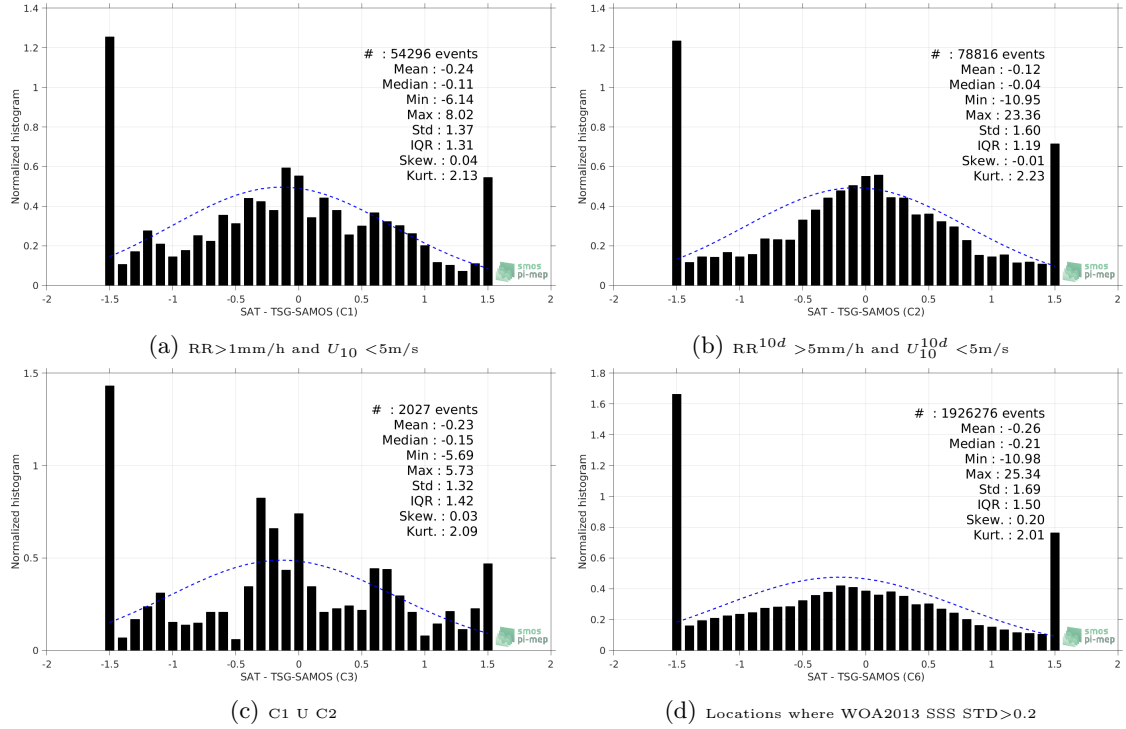 1.4
1.2
1
0.8
0.6
0.4
0.2
0
Normalized histogram
# : 54296 events
Mean : -0.24
Median : -0.11
Min : -6.14
Max : 8.02
Std : 1.37
IQR : 1.31
Skew. : 0.04
Kurt. : 2.13
smos
pi-mep
-2 -1.5 -1 -0.5 0 0.5 1 1.5 2
SAT - TSG-SAMOS (C1)
(a) RR>1mm/h and U10 <5m/s
1.4
1.2
1
0.8
0.6
0.4
0.2
0
Normalized histogram
# : 78816 events
Mean : -0.12
Median : -0.04
Min : -10.95
Max : 23.36
Std : 1.60
IQR : 1.19
Skew. : -0.01
Kurt. : 2.23
smos
pi-mep
-2 -1.5 -1 -0.5 0 0.5 1 1.5 2
SAT - TSG-SAMOS (C2)
(b) RR10d >5mm/h and U10d10 <5m/s
1.5
1
0.5
0
Normalized histogram
# : 2027 events
Mean : -0.23
Median : -0.15
Min : -5.69
Max : 5.73
Std : 1.32
IQR : 1.42
Skew. : 0.03
Kurt. : 2.09
smos
pi-mep
-2 -1.5 -1 -0.5 0 0.5 1 1.5 2
SAT - TSG-SAMOS (C3)
(c) C1 U C2
1.8
1.6
1.4
1.2
1
0.8
0.6
0.4
0.2
0
Normalized histogram
# : 1926276 events
Mean : -0.26
Median : -0.21
Min : -10.98
Max : 25.34
Std : 1.69
IQR : 1.50
Skew. : 0.20
Kurt. : 2.01
smos
pi-mep
-2 -1.5 -1 -0.5 0 0.5 1 1.5 2
SAT - TSG-SAMOS (C6)
(d) Locations where WOA2013 SSS STD>0.2